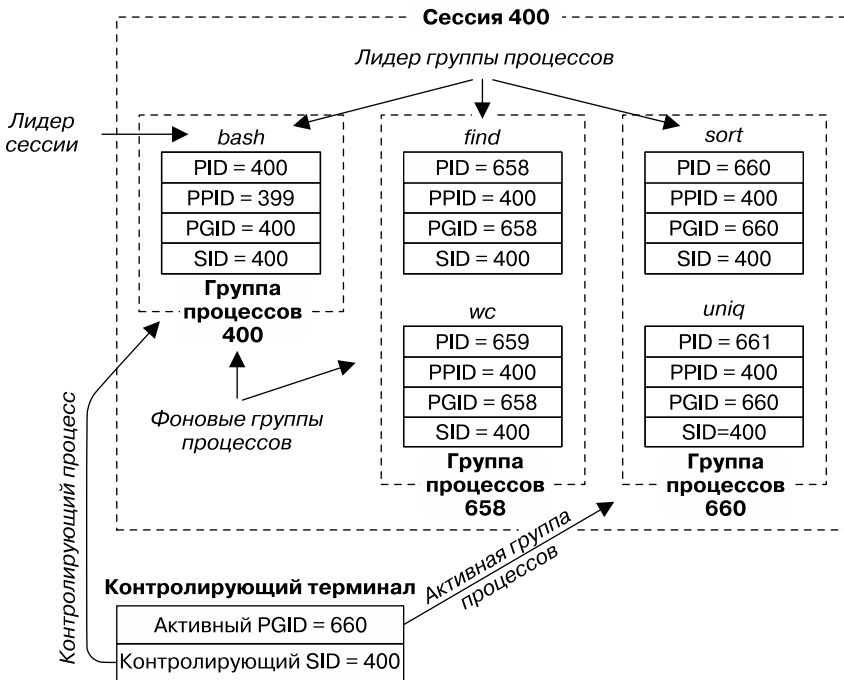 Сессия 400
Лидер группы процессов
Лидер
сессии
bash
PID = 400
PPID = 399
PGID = 400
SID = 400
Группа
процессов
400
find
PID = 658
PPID = 400
PGID = 658
SID = 400
wc
PID = 659
PPID = 400
PGID = 658
SID = 400
Группа
процессов
658
sort
PID = 660
PPID = 400
PGID = 660
SID = 400
uniq
PID = 661
PPID = 400
PGID = 660
SID=400
Группа
процессов
660
Фоновые группы
процессов
Контролирующий процесс
Активная группа
процессов
Контролирующий терминал
Активный PGID = 660
Контролирующий SID = 400